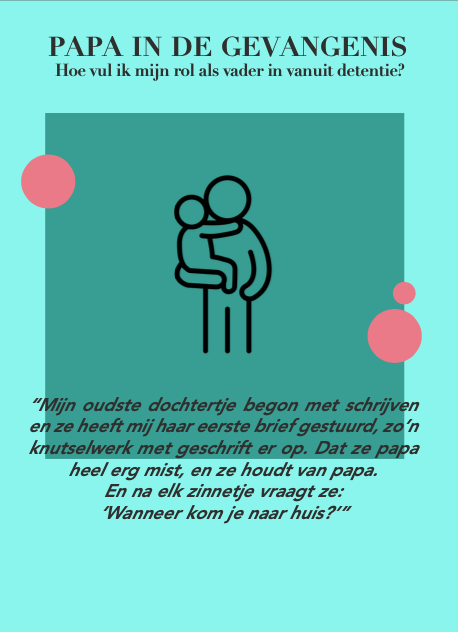 PAPA IN DE GEVANGENIS
Hoe vul ik mijn rol als vader in vanuit detentie?
“Mijn oudste dochtertje begon met schrijven
en ze heeft mij haar eerste brief gestuurd, zo’n
knutselwerk met geschrift er op. Dat ze papa
heel erg mist, en ze houdt van papa.
En na elk zinnetje vraagt ze:
‘Wanneer kom je naar huis?’”